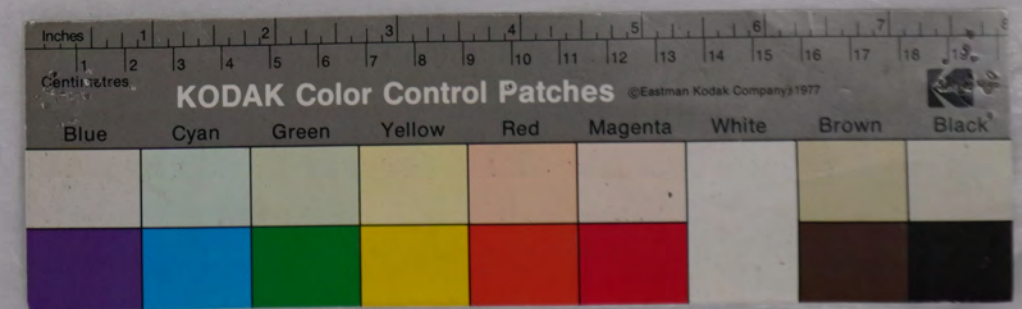 Inches 1 2 3 4 5 6 7 8
1 2 3 4 5 6 7 8 9 10 11 12 13 14 15 16 17 18 19
Centimetres
KODAK Color Control Patches ©Eastman Kodak Company, 1977
Blue Cyan Green Yellow Red Magenta White Brown Black